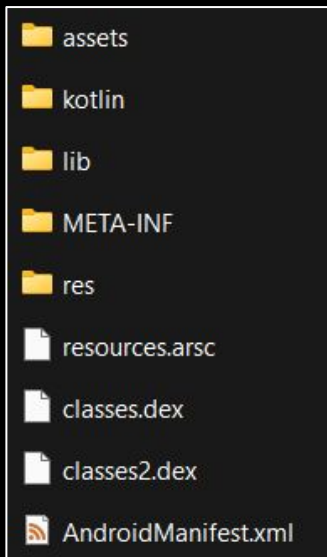 assets
kotlin
lib
META-INF
res
resources.arsc
classes.dex
classes2.dex
AndroidManifest.xml